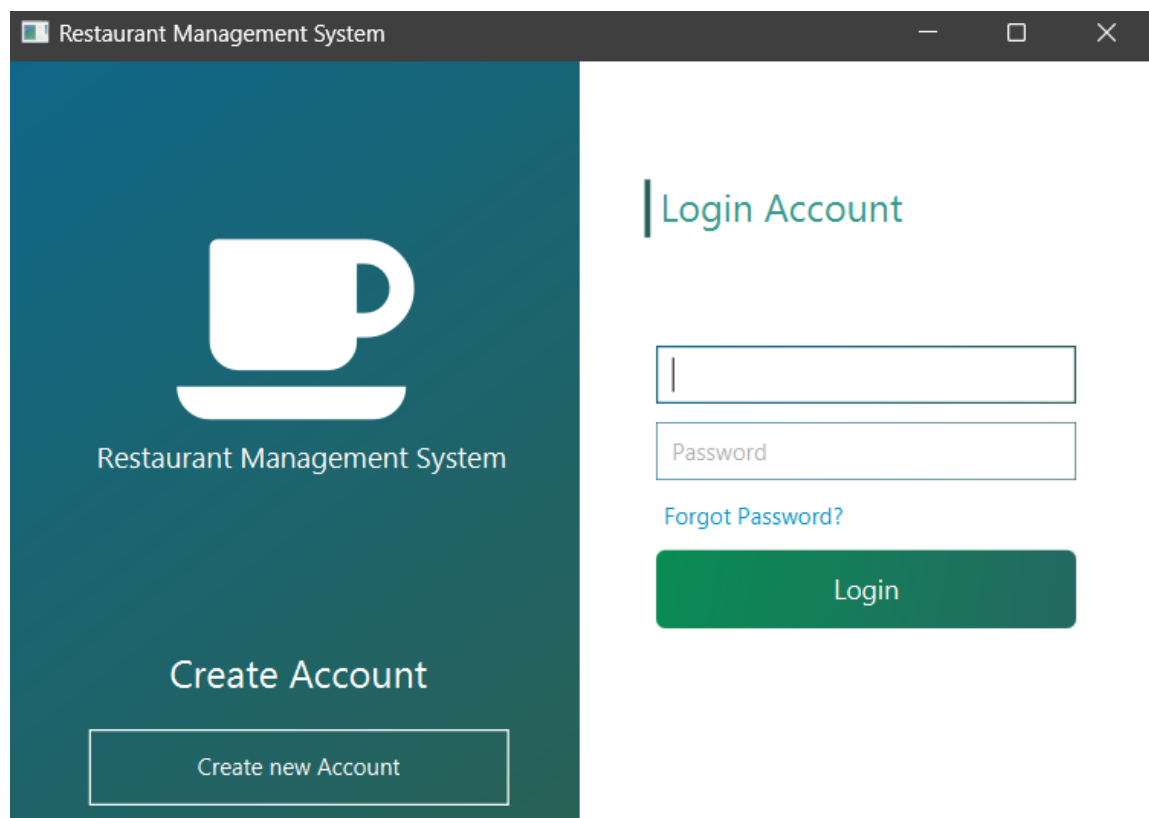 Restaurant Management System
Restaurant Management System
Create Account
Create new Account
Login Account
Password
Forgot Password?
Login